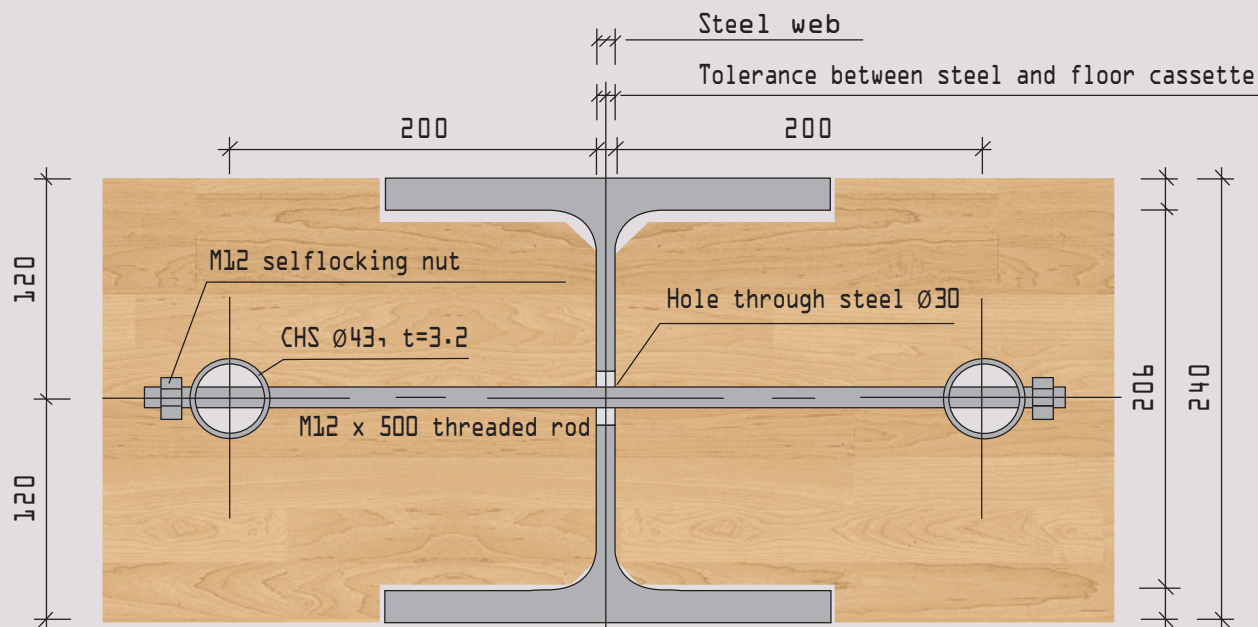 Steel web
Tolerance between steel and floor cassette
200
200
120
M12 selflocking nut
Hole through steel Ø30
CHS Ø43, t=3.2
206
240
M12 x 500 threaded rod
120